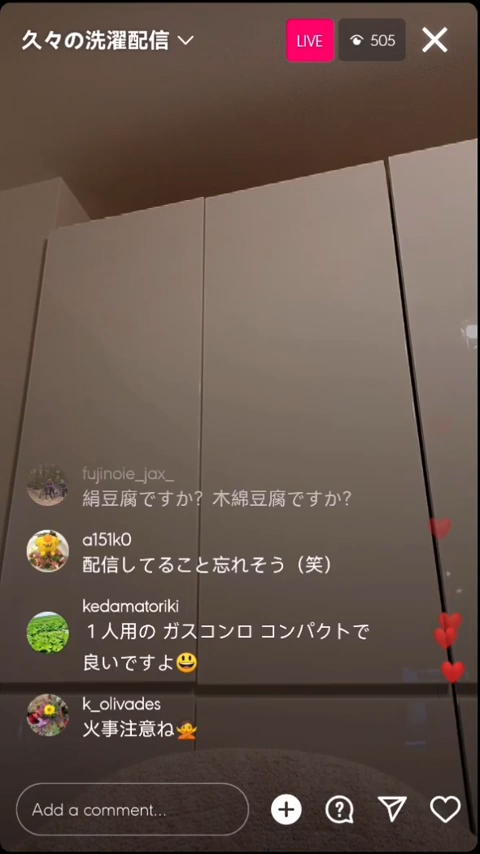 久々の洗濯配信
LIVE
505
fujinoie_jax_
絹豆腐ですか？木綿豆腐ですか？
a151k0
配信してること忘れそう（笑）
kedamatoriki
１人用の ガスコンロ コンパクトで
良いですよ😃
k_olivades
火事注意ね🙅
Add a comment...